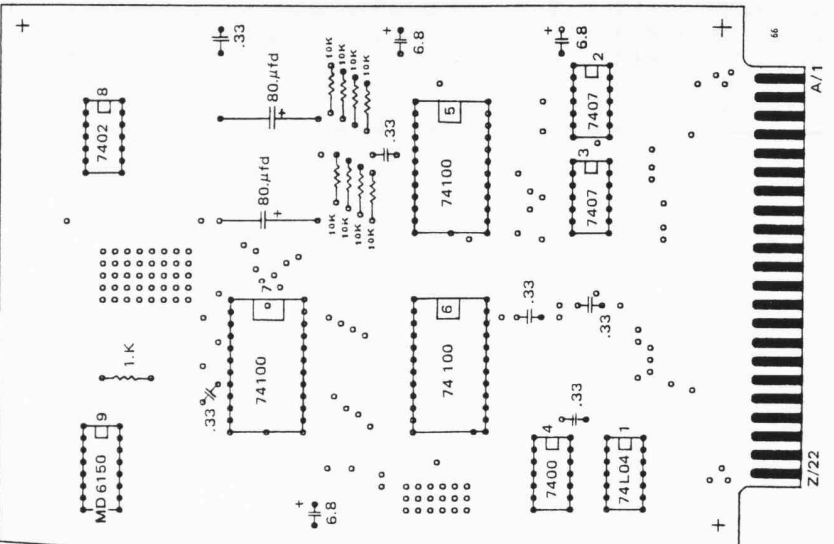 .33
6.8
6.8
66
80.µfd
10K
10K
10K
10K
8
7402
2
7407
A/1
5
74100
.33
3
7407
80.µfd
10K
10K
10K
10K
7
74100
6
74 100
.33
.33
1.K
.33
.33
9
MD 6150
4
7400
1
74L04
6.8
Z/22
+
+
+
+
+
+
+
+